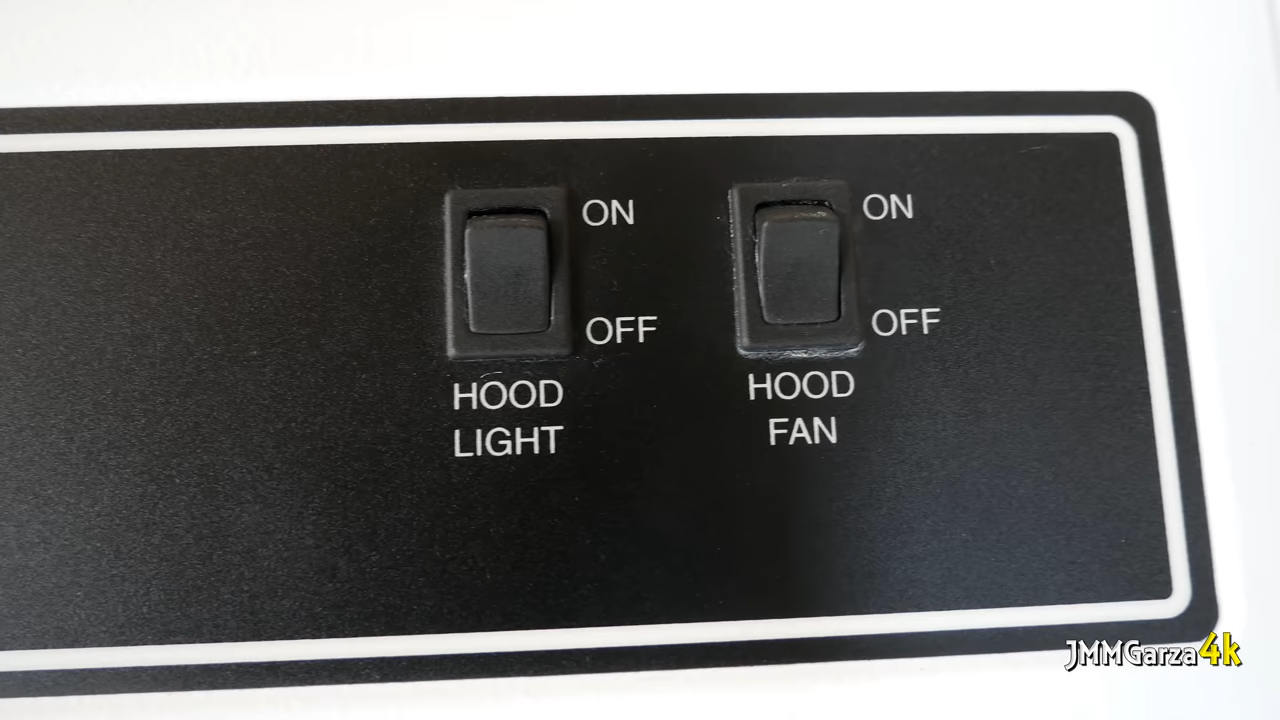 ON
ON
OFF
OFF
HOOD
LIGHT
HOOD
FAN
JMMGarza4k